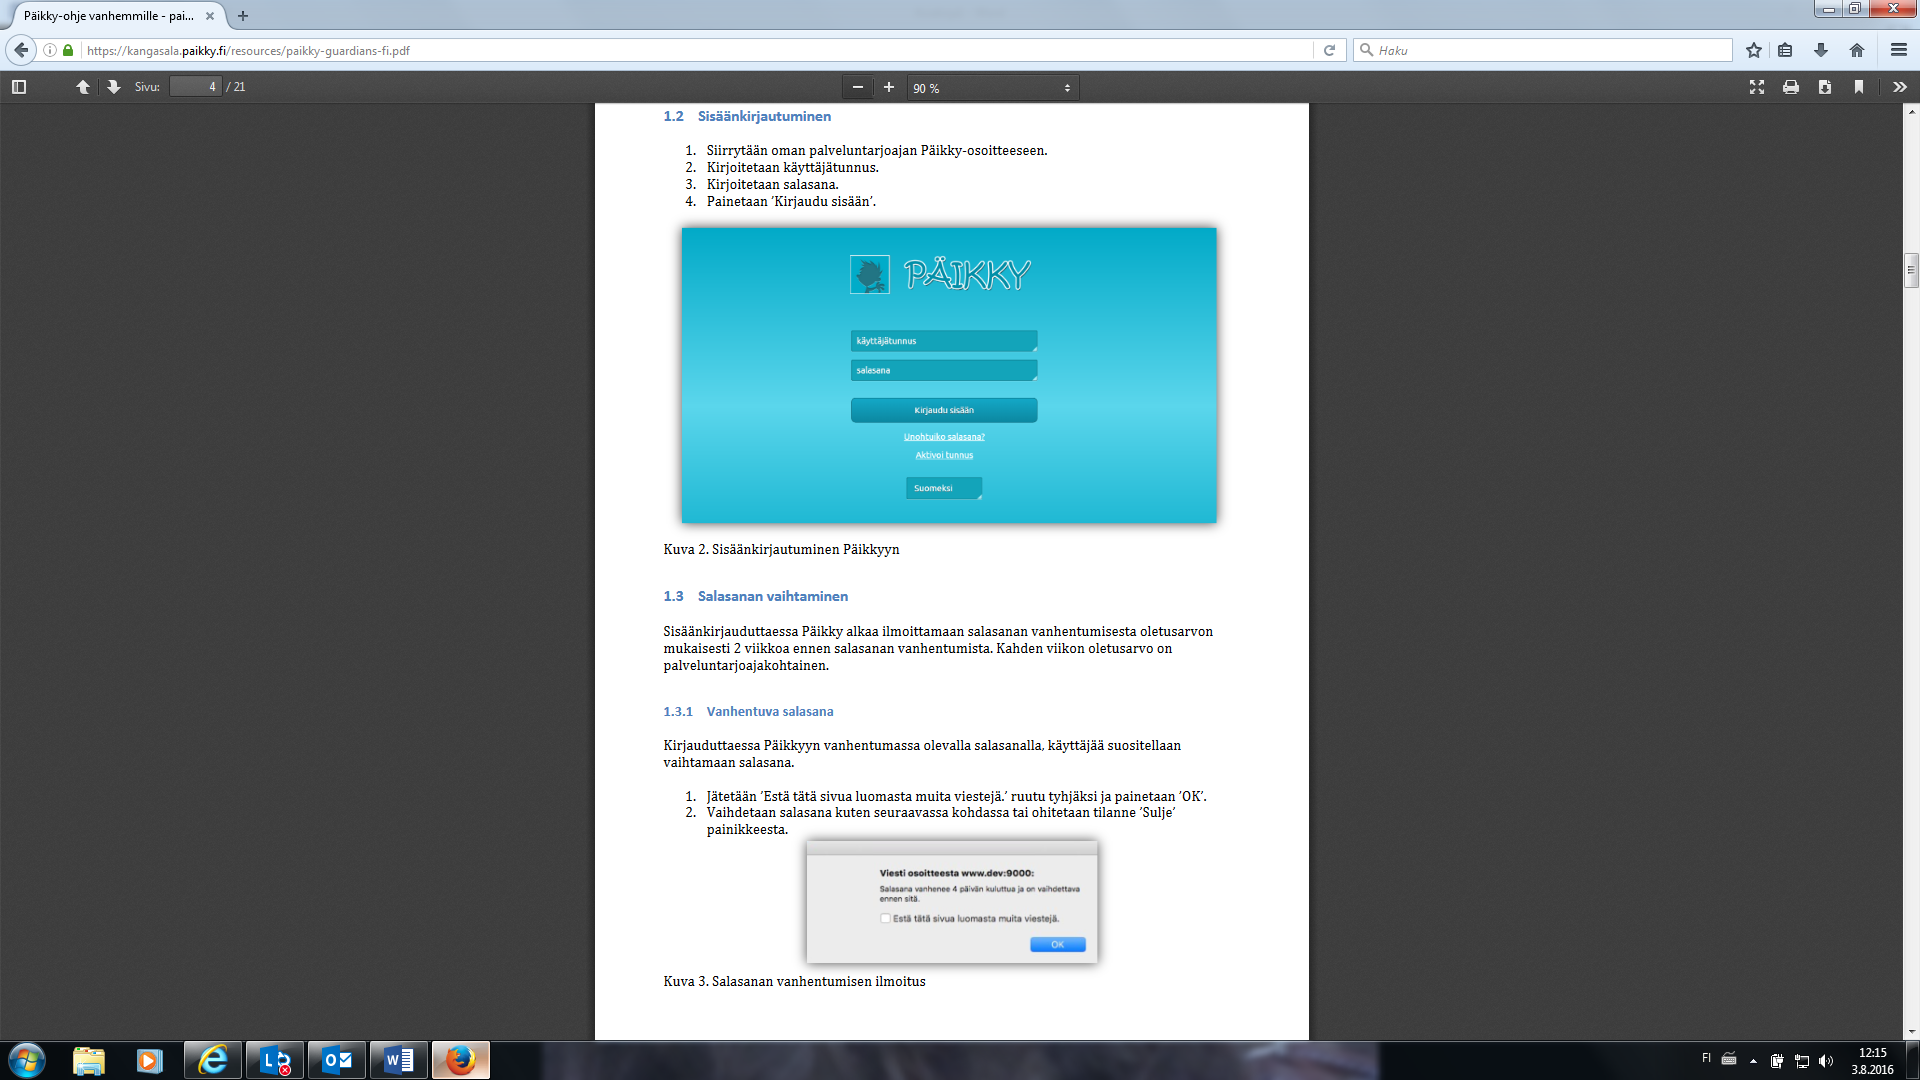 Päikky-ohje vanhemmille - pai...
https://kangasala.paikky.fi/resources/paikky-guardians-fi.pdf
Haku
Sivu: 4 / 21
90 %
1.2 Sisäänkirjautuminen
1. Siirrytään oman palveluntarjoajan Päikky-osoitteeseen.
2. Kirjoitetaan käyttäjätunnus.
3. Kirjoitetaan salasana.
4. Painetaan ’Kirjaudu sisään’.
PÄIKKY
käyttäjätunnus
salasana
Kirjaudu sisään
Unohtuiko salasana?
Aktivoi tunnus
Suomeksi
Kuva 2. Sisäänkirjautuminen Päikkyyn
1.3 Salasanan vaihtaminen
Sisäänkirjauduttaessa Päikky alkaa ilmoittamaan salasanan vanhentumisesta oletusarvon
mukaisesti 2 viikkoa ennen salasanan vanhentumista. Kahden viikon oletusarvo on
palveluntarjoajakohtainen.
1.3.1 Vanhentuva salasana
Kirjauduttaessa Päikkyyn vanhentumassa olevalla salasanalla, käyttäjää suositellaan
vaihtamaan salasana.
1. Jätetään ’Estä tätä sivua luomasta muita viestejä.’ ruutu tyhjäksi ja painetaan ’OK’.
2. Vaihdetaan salasana kuten seuraavassa kohdassa tai ohitetaan tilanne ’Sulje’
painikkeesta.
Viesti osoitteesta www.dev:9000:
Salasana vanhenee 4 päivän kuluttua ja on vaihdettava
ennen sitä.
Estä tätä sivua luomasta muita viestejä.
OK
Kuva 3. Salasanan vanhentumisen ilmoitus
FI
12:15
3.8.2016